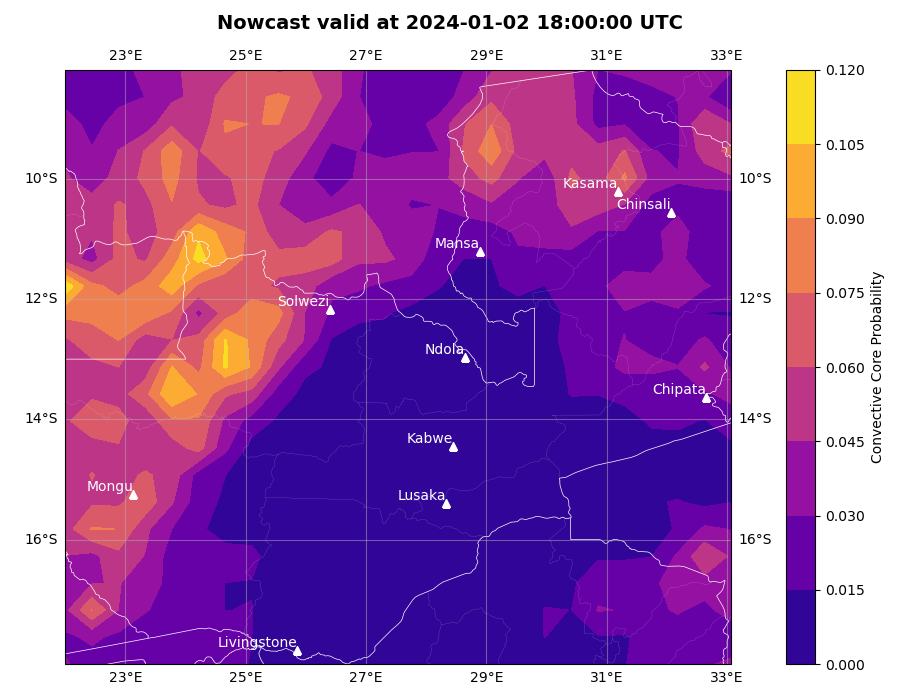 Nowcast valid at 2024-01-02 18:00:00 UTC
23°E 25°E 27°E 29°E 31°E 33°E
0.120
0.105
10°S Kasama 10°S
Chinsali
0.090
Mansa
12°S Solwezi 12°S
0.075
Ndola
0.060
Chipata
14°S 14°S
Kabwe
0.045
Mongu
Lusaka
0.030
16°S 16°S
0.015
Livingstone
0.000
23°E 25°E 27°E 29°E 31°E 33°E
Convective Core Probability